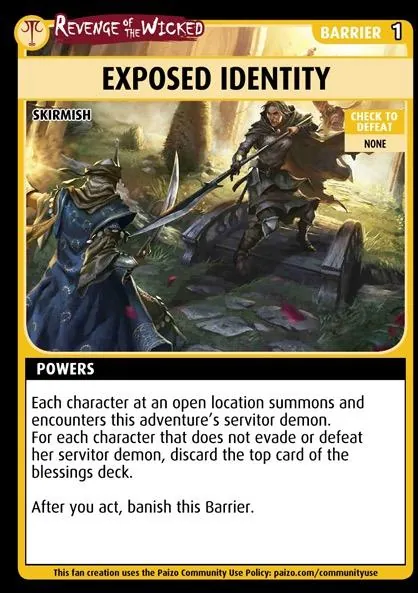 REVENGE OF THE WICKED
BARRIER 1
EXPOSED IDENTITY
SKIRMISH
CHECK TO
DEFEAT
NONE
POWERS
Each character at an open location summons and
encounters this adventure's servitor demon.
For each character that does not evade or defeat
her servitor demon, discard the top card of the
blessings deck.
After you act, banish this Barrier.
This fan creation uses the Paizo Community Use Policy: paizo.com/communityuse